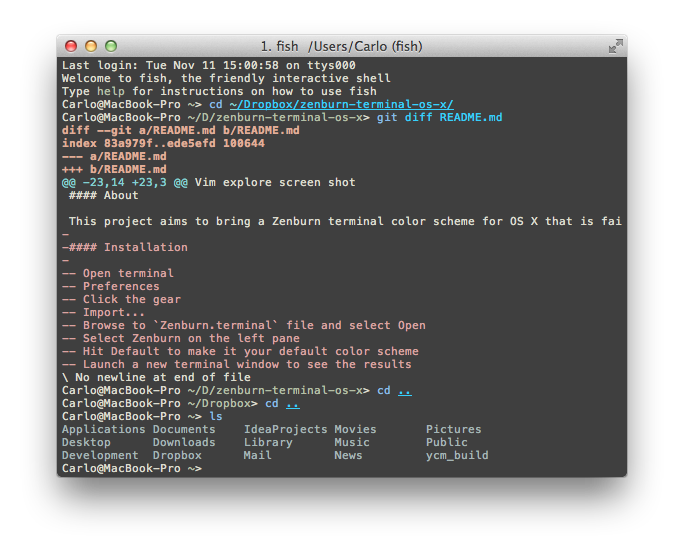 1. fish  /Users/Carlo (fish)
Last login: Tue Nov 11 15:00:58 on ttys000
Welcome to fish, the friendly interactive shell
Type help for instructions on how to use fish
Carlo@MacBook-Pro ~> cd ~/Dropbox/zenburn-terminal-os-x/
Carlo@MacBook-Pro ~/D/zenburn-terminal-os-x> git diff README.md
diff --git a/README.md b/README.md
index 83a979f..ede5efd 100644
--- a/README.md
+++ b/README.md
@@ -23,14 +23,3 @@ Vim explore screen shot
 #### About

 This project aims to bring a Zenburn terminal color scheme for OS X that is fai
-
-#### Installation
-
-- Open terminal
-- Preferences
-- Click the gear
-- Import...
-- Browse to `Zenburn.terminal` file and select Open
-- Select Zenburn on the left pane
-- Hit Default to make it your default color scheme
-- Launch a new terminal window to see the results
\ No newline at end of file
Carlo@MacBook-Pro ~/D/zenburn-terminal-os-x> cd ..
Carlo@MacBook-Pro ~/Dropbox> cd ..
Carlo@MacBook-Pro ~> ls
Applications Documents    IdeaProjects Movies       Pictures
Desktop      Downloads    Library      Music        Public
Development  Dropbox      Mail         News         ycm_build
Carlo@MacBook-Pro ~>